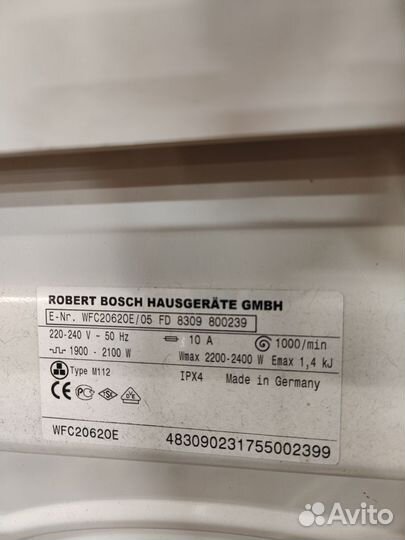 ROBERT BOSCH HAUSGERÄTE GMBH
E-Nr. WFC20620E/05 FD 8309 800239
220-240 V - 50 Hz 10 A 1000/min
1900 - 2100 W Wmax 2200-2400 W Emax 1,4 kJ
Type M112 IPX4 Made in Germany
WFC20620E 483090231755002399
Avito